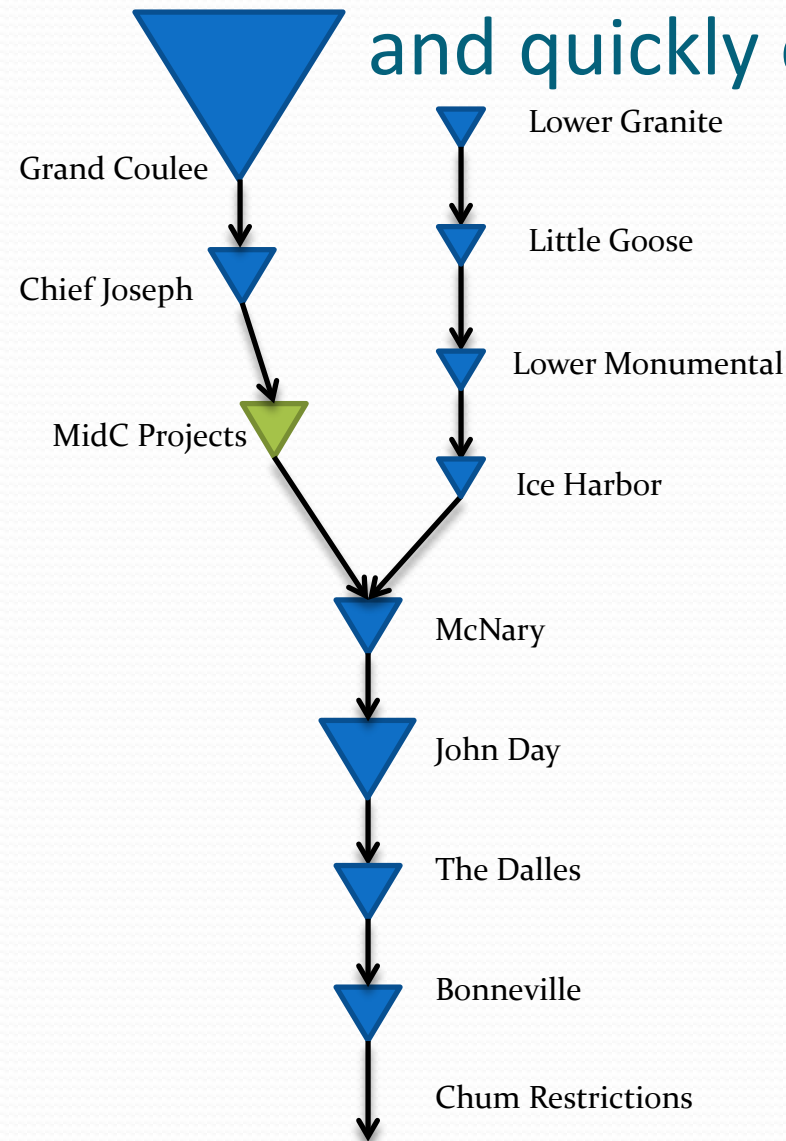 and quickly
Lower Granite
Grand Coulee
Little Goose
Chief Joseph
Lower Monumental
MidC Projects
Ice Harbor
McNary
John Day
The Dalles
Bonneville
Chum Restrictions